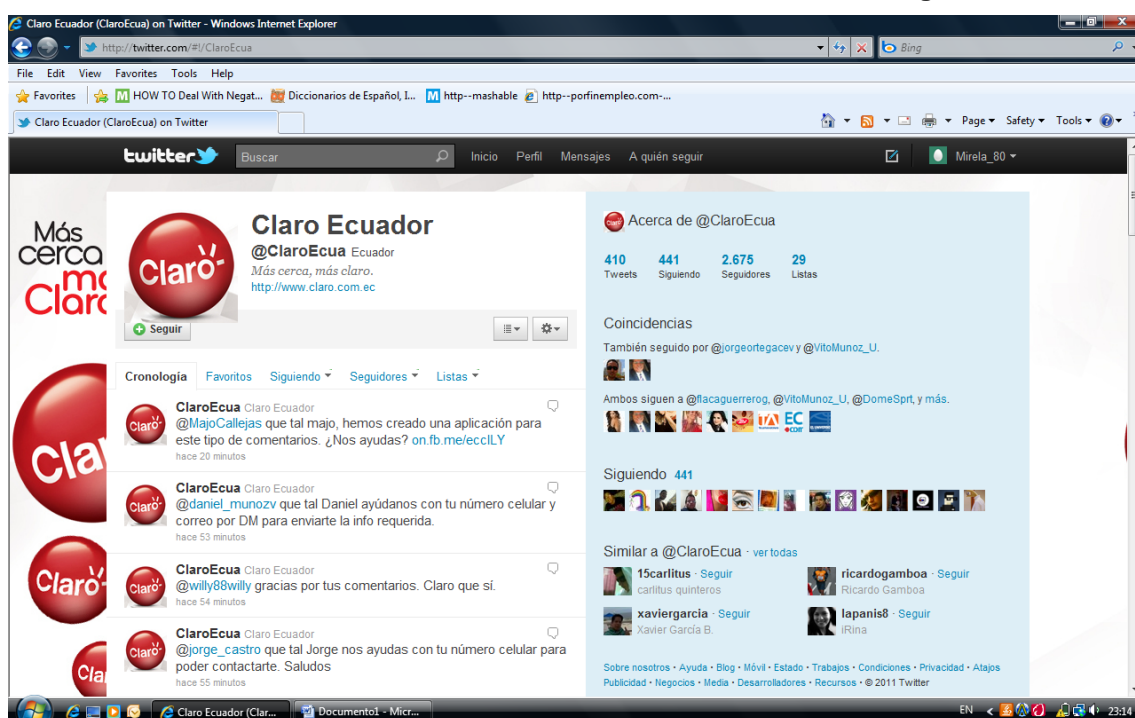 Claro Ecuador (ClaroEcua) on Twitter - Windows Internet Explorer
http://twitter.com/#!/ClaroEcua
Bing
File Edit View Favorites Tools Help
Favorites HOW TO Deal With Negat... Diccionarios de Español, I... http--mashable http--porfinempleo.com-...
Claro Ecuador (ClaroEcua) on Twitter
Page Safety Tools
twitter Buscar Inicio Perfil Mensajes A quién seguir Mirela_80
Más
cerca
Claro
Claro Ecuador
@ClaroEcua Ecuador
Más cerca, más claro.
http://www.claro.com.ec
Seguir
Cronología Favoritos Siguiendo Seguidores Listas
ClaroEcua Claro Ecuador
@MajoCallejas que tal majo, hemos creado una aplicación para
este tipo de comentarios. ¿Nos ayudas? on.fb.me/eccILY
hace 20 minutos
ClaroEcua Claro Ecuador
@daniel_munozv que tal Daniel ayúdanos con tu número celular y
correo por DM para enviarte la info requerida.
hace 53 minutos
ClaroEcua Claro Ecuador
@willy88willy gracias por tus comentarios. Claro que sí.
hace 54 minutos
ClaroEcua Claro Ecuador
@jorge_castro que tal Jorge nos ayudas con tu número celular para
poder contactarte. Saludos
hace 55 minutos
Acerca de @ClaroEcua
410 441 2.675 29
Tweets Siguiendo Seguidores Listas
Coincidencias
También seguido por @jorgeortegacev y @VitoMunoz_U.
Ambos siguen a @flacaguerrerog, @VitoMunoz_U, @DomeSprt, y más.
Siguiendo 441
Similar a @ClaroEcua · ver todas
15carlitus · Seguir
carlitus quinteros
ricardogamboa · Seguir
Ricardo Gamboa
xaviergarcia · Seguir
Xavier García B.
lapanis8 · Seguir
iRina
Sobre nosotros · Ayuda · Blog · Móvil · Estado · Trabajos · Condiciones · Privacidad · Atajos
Publicidad · Negocios · Media · Desarrolladores · Recursos · © 2011 Twitter
Claro Ecuador (Clar... Documento1 - Micr... EN 23:14